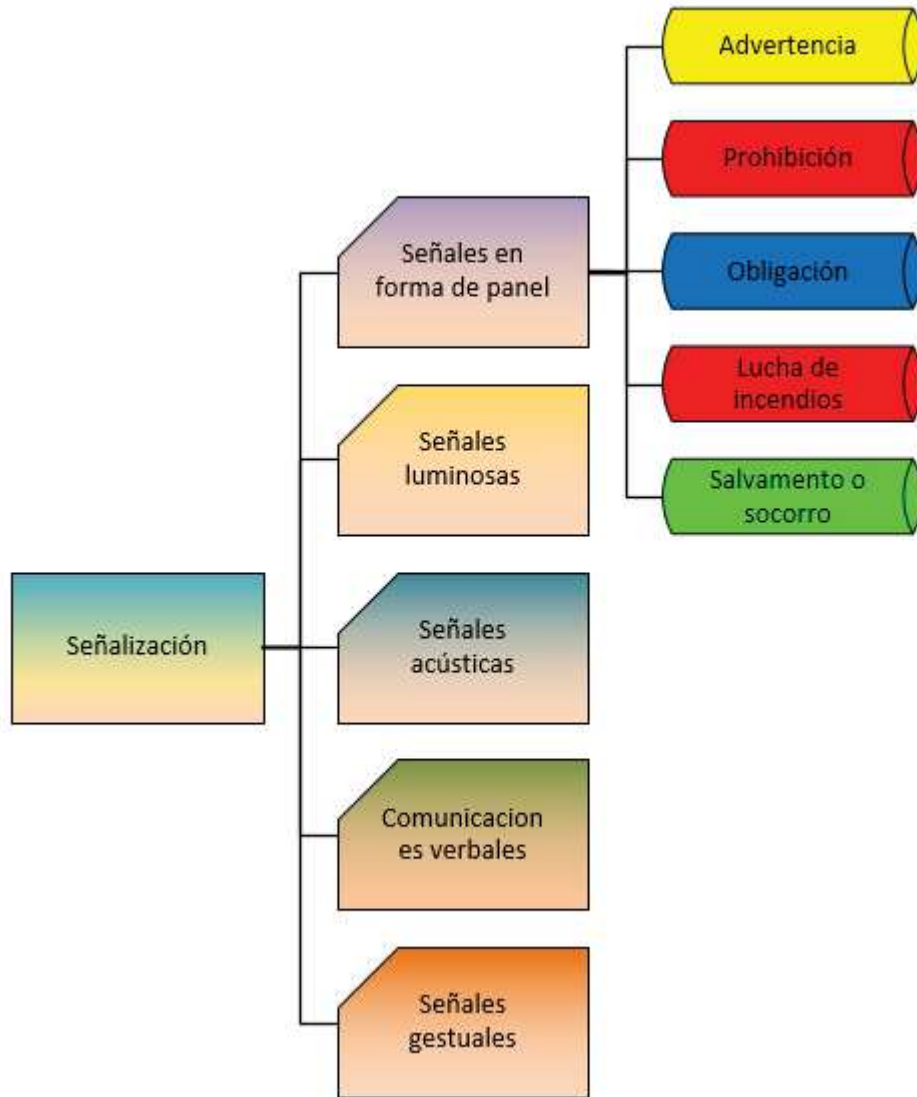 Advertencia
Prohibición
Señales en
forma de panel
Obligación
Lucha de
incendios
Señales
luminosas
Salvamento o
socorro
Señalización
Señales
acústicas
Comunicacion
es verbales
Señales
gestuales